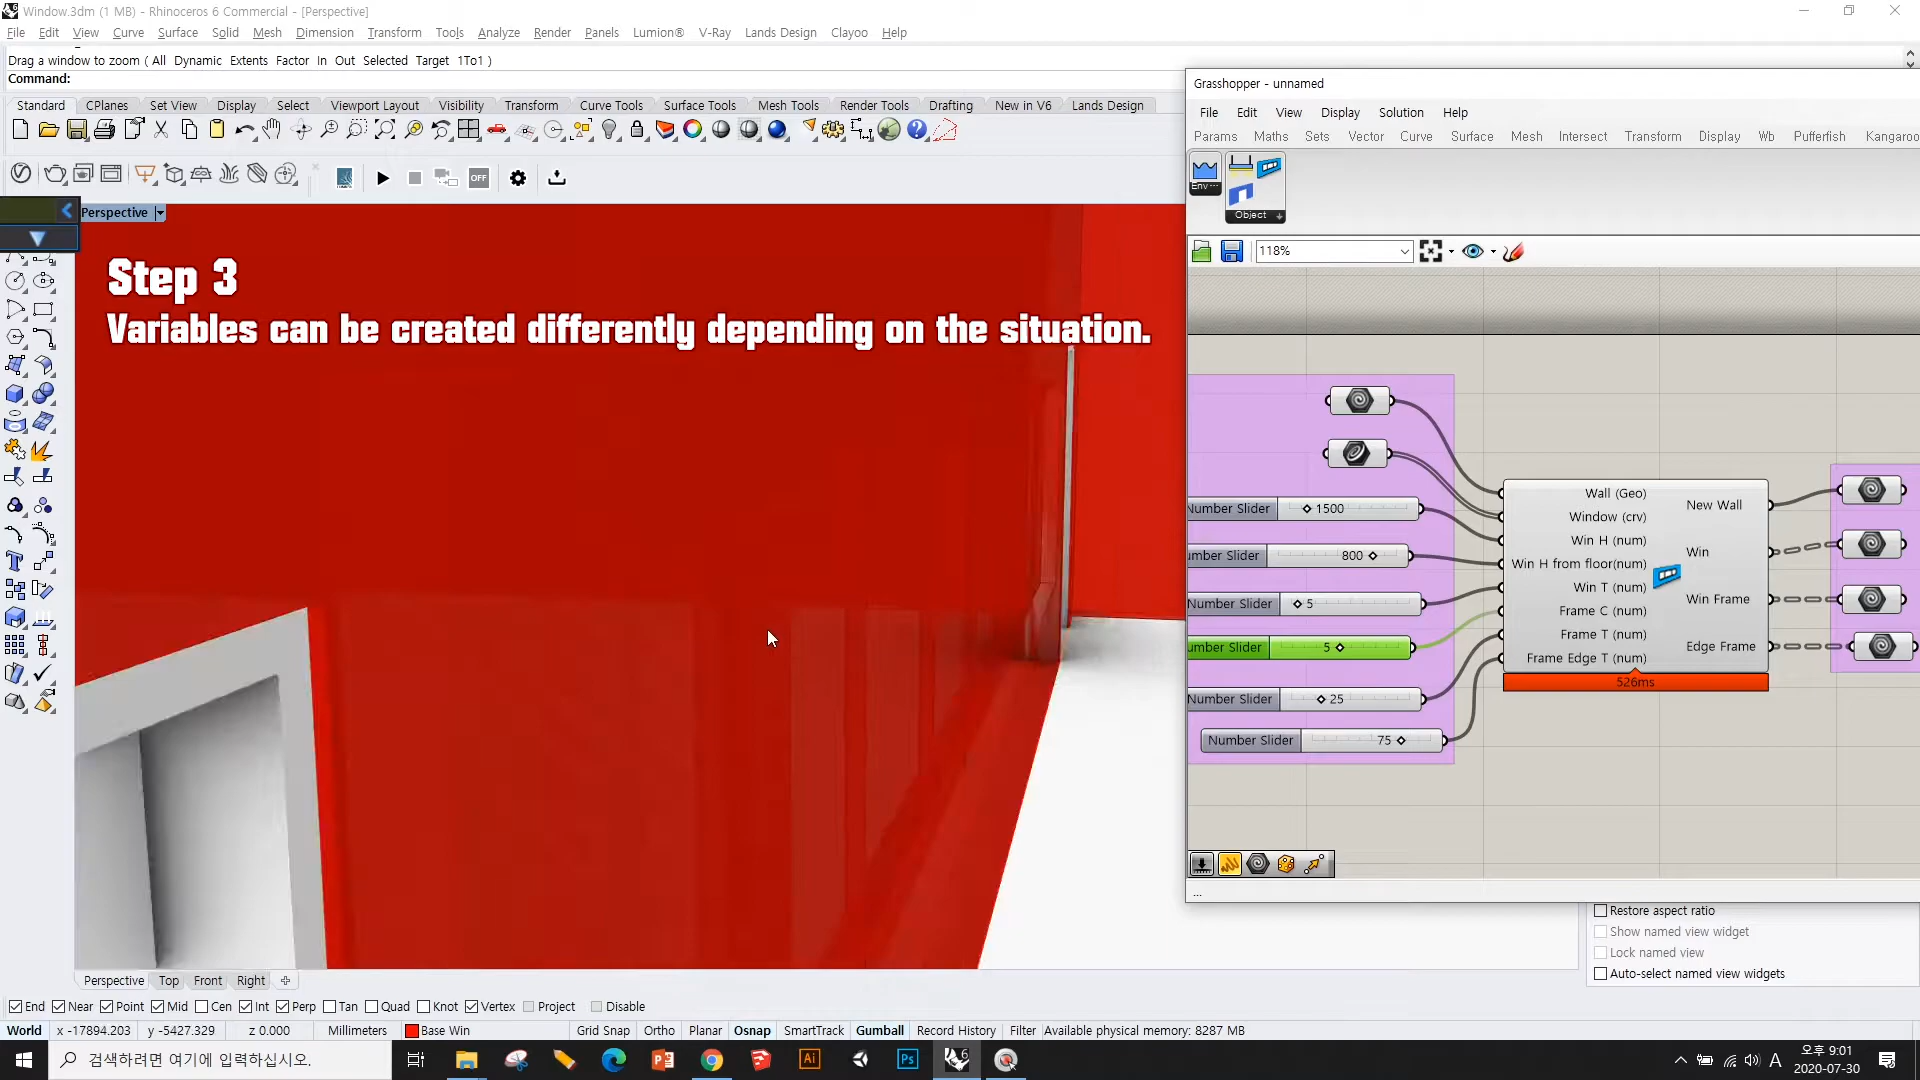 Window.3dm (1 MB) - Rhinoceros 6 Commercial - [Perspective]
File Edit View Curve Surface Solid Mesh Dimension Transform Tools Analyze Render Panels Lumion® V-Ray Lands Design Clayoo Help
Drag a window to zoom ( All Dynamic Extents Factor In Out Selected Target 1To1 )
Command:
Standard CPlanes Set View Display Select Viewport Layout Visibility Transform Curve Tools Surface Tools Mesh Tools Render Tools Drafting New in V6 Lands Design
OFF
Perspective
Step 3
Variables can be created differently depending on the situation.
Grasshopper - unnamed
File Edit View Display Solution Help
Params Maths Sets Vector Curve Surface Mesh Intersect Transform Display Wb Pufferfish Kangaroo
Env ···
Object
118%
Number Slider 1500
umber Slider 800
Number Slider 5
umber Slider 5
Number Slider 25
Number Slider 75
Wall (Geo)
Window (crv)
Win H (num)
Win H from floor(num)
Win T (num)
Frame C (num)
Frame T (num)
Frame Edge T (num)
New Wall
Win
Win Frame
Edge Frame
526ms
...
Restore aspect ratio
Show named view widget
Lock named view
Auto-select named view widgets
Perspective Top Front Right
End Near Point Mid Cen Int Perp Tan Quad Knot Vertex Project Disable
World x -17894.203 y -5427.329 z 0.000 Millimeters Base Win Grid Snap Ortho Planar Osnap SmartTrack Gumball Record History Filter Available physical memory: 8287 MB
검색하려면 여기에 입력하십시오.
Ai
Ps
6
A
오후 9:01
2020-07-30